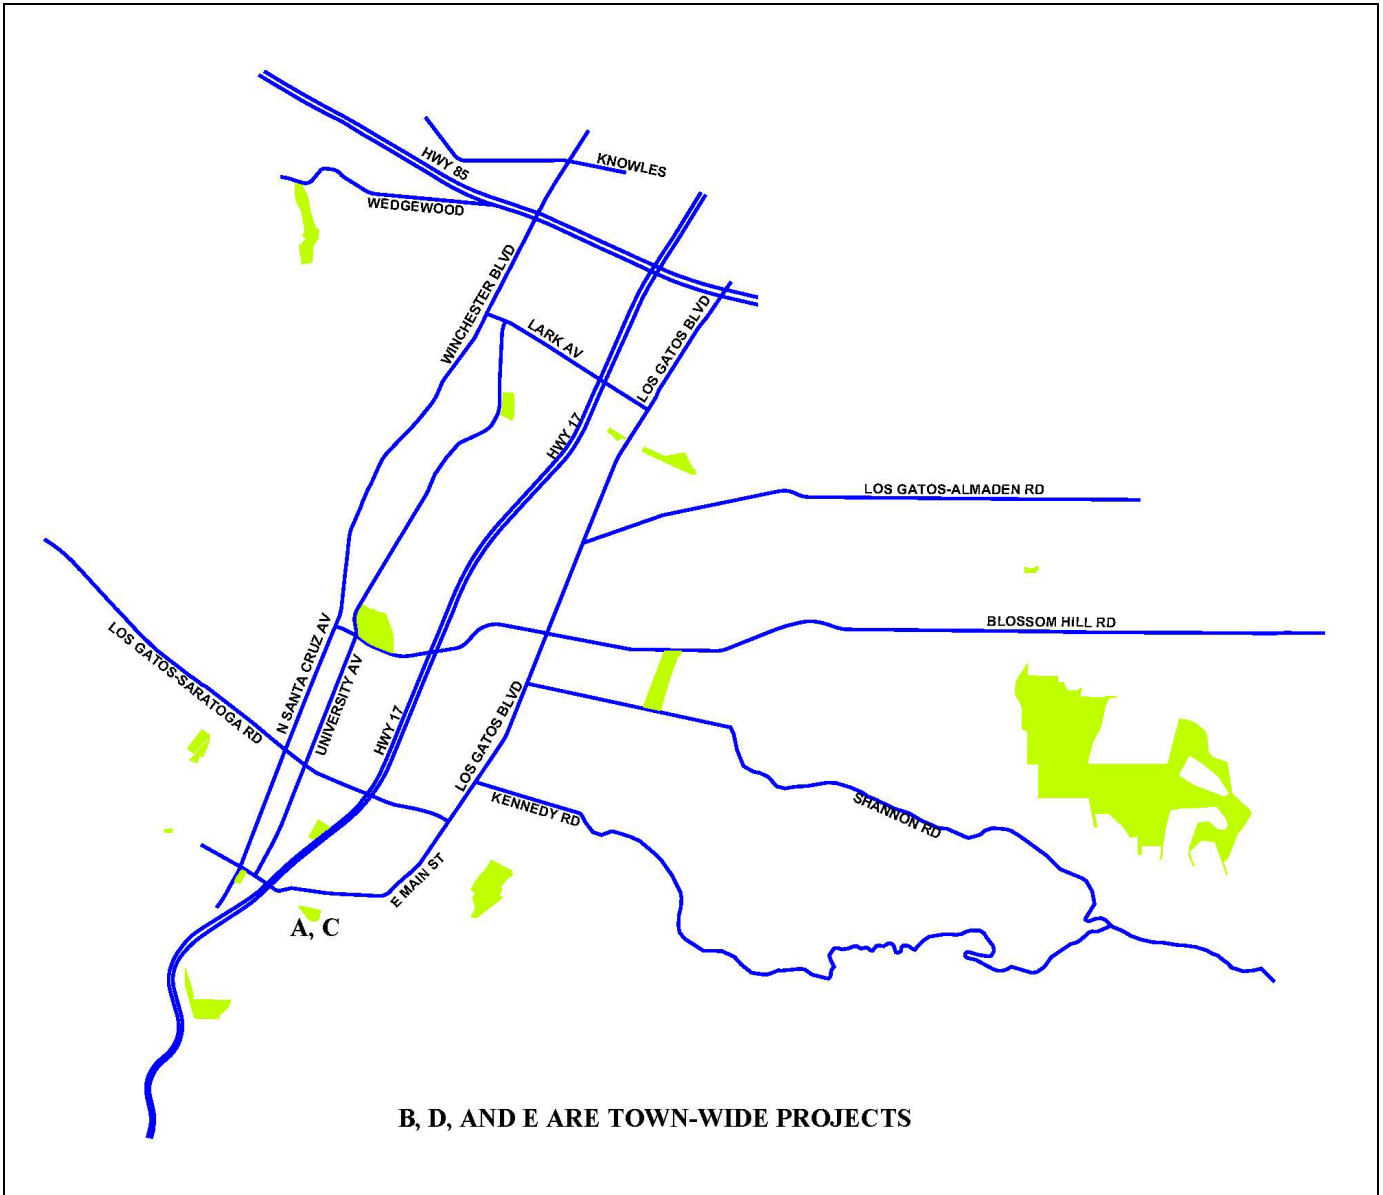 KNOWLES
HWY 85
WEDGEWOOD
WINCHESTER BLVD
LARK AV
LOS GATOS BLVD
HWY 17
LOS GATOS-ALMADEN RD
BLOSSOM HILL RD
LOS GATOS-SARATOGA RD
N SANTA CRUZ AV
UNIVERSITY AV
HWY 17
LOS GATOS BLVD
KENNEDY RD
SHANNON RD
E MAIN ST
A, C
B, D, AND E ARE TOWN-WIDE PROJECTS